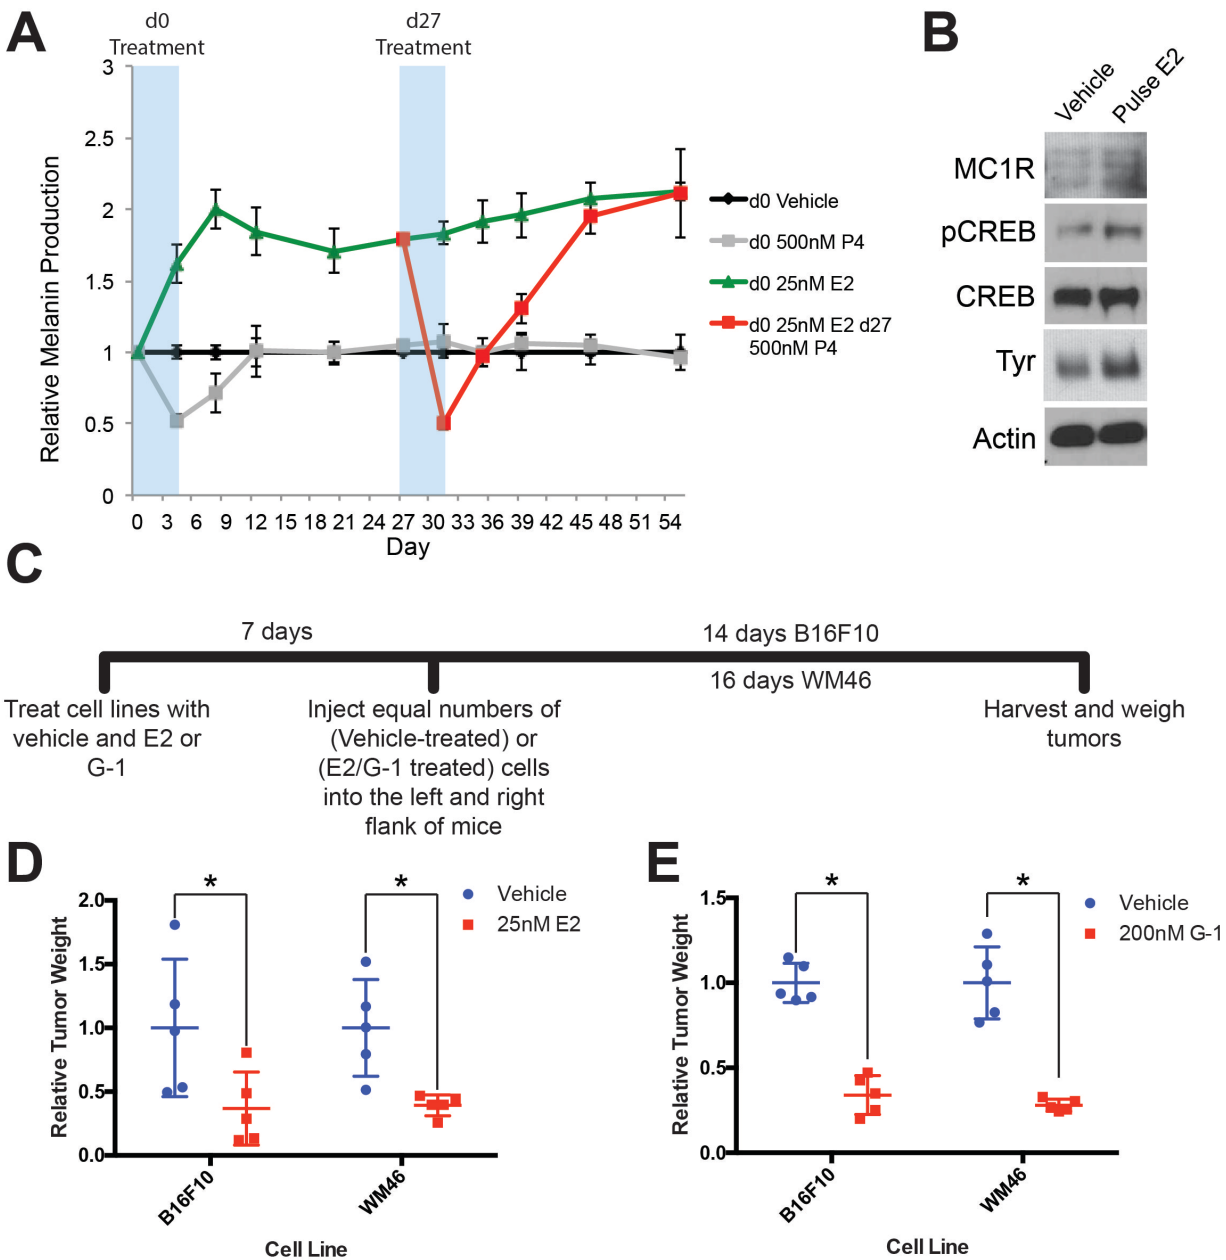 A
d0
Treatment
d27
Treatment
Relative Melanin Production
3
2.5
2
1.5
1
0.5
0
0 3 6 9 12 15 18 21 24 27 30 33 36 39 42 45 48 51 54
Day
d0 Vehicle
d0 500nM P4
d0 25nM E2
d0 25nM E2 d27
500nM P4
B
Vehicle
Pulse E2
MC1R
pCREB
CREB
Tyr
Actin
C
7 days
14 days B16F10
16 days WM46
Treat cell lines with
vehicle and E2 or
G-1
Inject equal numbers of
(Vehicle-treated) or
(E2/G-1 treated) cells
into the left and right
flank of mice
Harvest and weigh
tumors
D
Relative Tumor Weight
2.0
1.5
1.0
0.5
0.0
*
*
Vehicle
25nM E2
B16F10
WM46
Cell Line
E
Relative Tumor Weight
1.5
1.0
0.5
0.0
*
*
Vehicle
200nM G-1
B16F10
WM46
Cell Line